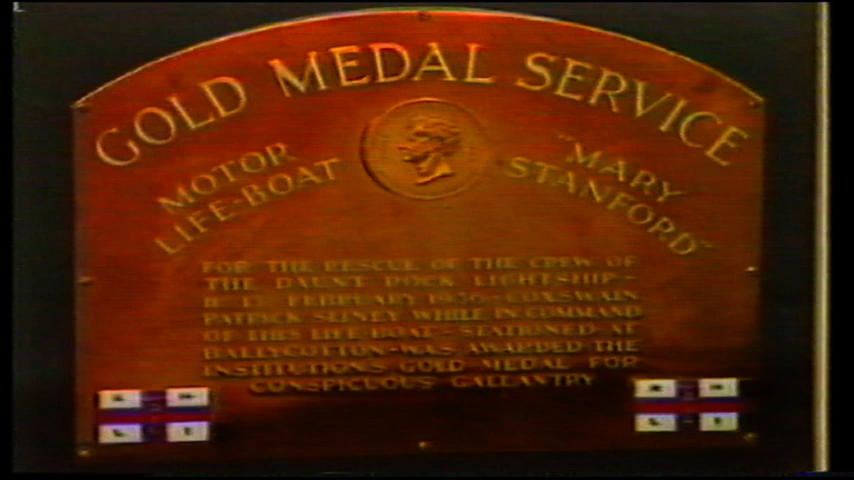 GOLD MEDAL SERVICE
MOTOR
LIFE-BOAT
"MARY
STANFORD"
FOR THE RESCUE OF THE CREW OF
THE DAUNT ROCK LIGHTSHIP-
FEBRUARY 1936-COXSWAIN
PATRICK SLINEY WHILE IN COMMAND
OF THIS LIFE-BOAT-STATIONED AT
BALLYCOTTON-WAS AWARDED THE
INSTITUTION'S GOLD MEDAL FOR
CONSPICUOUS GALLANTRY